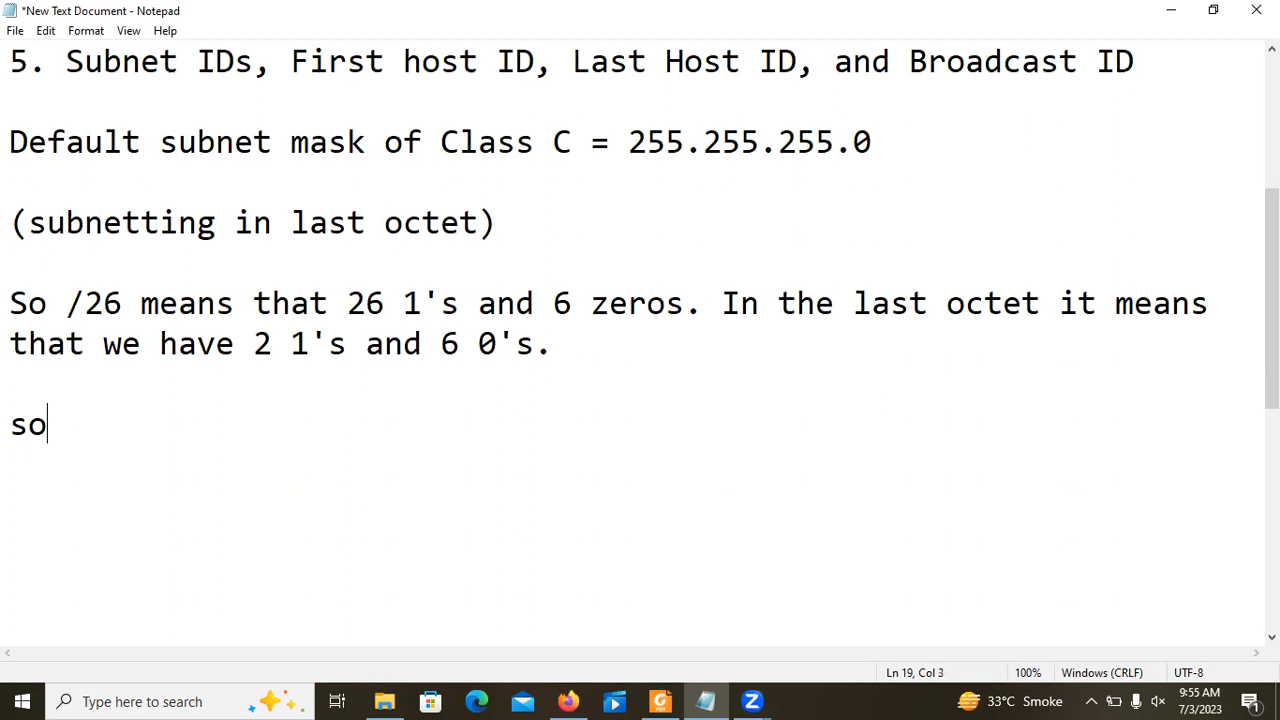 *New Text Document - Notepad
File Edit Format View Help
5. Subnet IDs, First host ID, Last Host ID, and Broadcast ID
Default subnet mask of Class C = 255.255.255.0
(subnetting in last octet)
So /26 means that 26 1's and 6 zeros. In the last octet it means
that we have 2 1's and 6 0's.
so
Ln 19, Col 3 100% Windows (CRLF) UTF-8
Type here to search 33°C Smoke 9:55 AM
7/3/2023 1